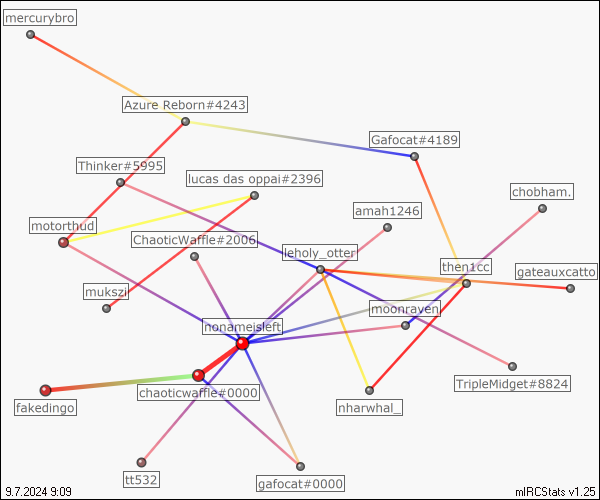 mercurybro
Azure Reborn#4243
Gafocat#4189
Thinker#5995
lucas das oppai#2396
chobham.
amah1246
motorthud
ChaoticWaffle#2006
leholy_otter
then1cc
gateauxcatto
mukszi
moonraven
nonameisleft
TripleMidget#8824
chaoticwaffle#0000
fakedingo
nharwhal_
tt532
gafocat#0000
9.7.2024 9:09
mIRCStats v1.25